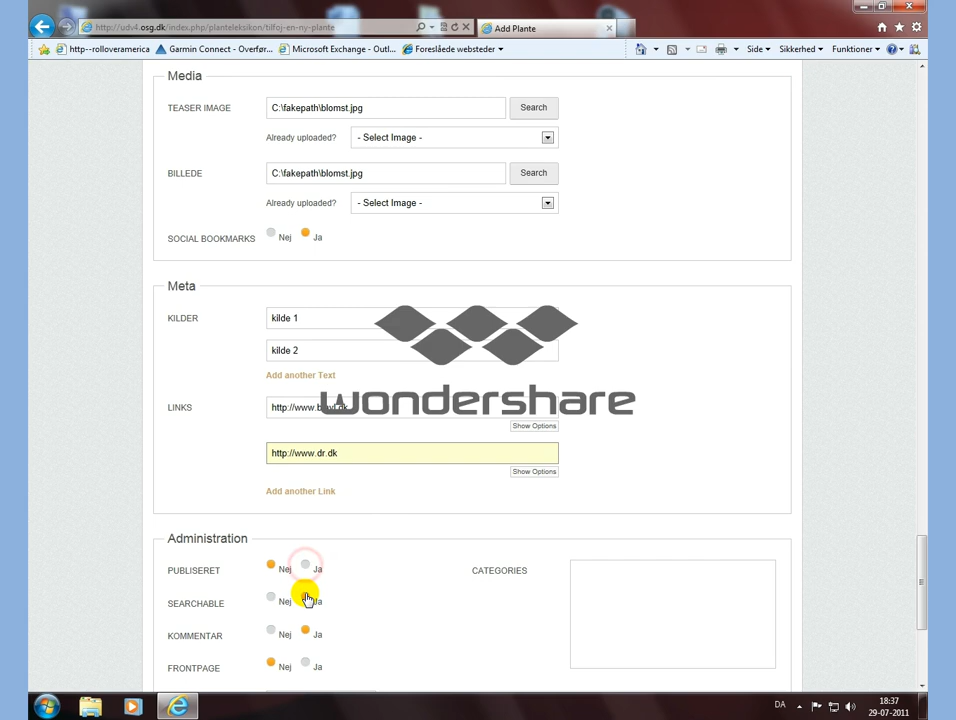 http://udv4.osg.dk/index.php/planteleksikon/tilfoj-en-ny-plante
Add Plante
http--rolloveramerica
Garmin Connect - Overfør...
Microsoft Exchange - Outl...
Foreslåede websteder
Side
Sikkerhed
Funktioner
Media
TEASER IMAGE
C:\fakepath\blomst.jpg
Search
Already uploaded?
- Select Image -
BILLEDE
C:\fakepath\blomst.jpg
Search
Already uploaded?
- Select Image -
SOCIAL BOOKMARKS
Nej
Ja
Meta
KILDER
kilde 1
kilde 2
Add another Text
wondershare
LINKS
Show Options
http://www.dr.dk
Show Options
Add another Link
Administration
PUBLISERET
Nej
Ja
CATEGORIES
SEARCHABLE
Nej
Ja
KOMMENTAR
Nej
Ja
FRONTPAGE
Nej
Ja
DA
18:37
29-07-2011